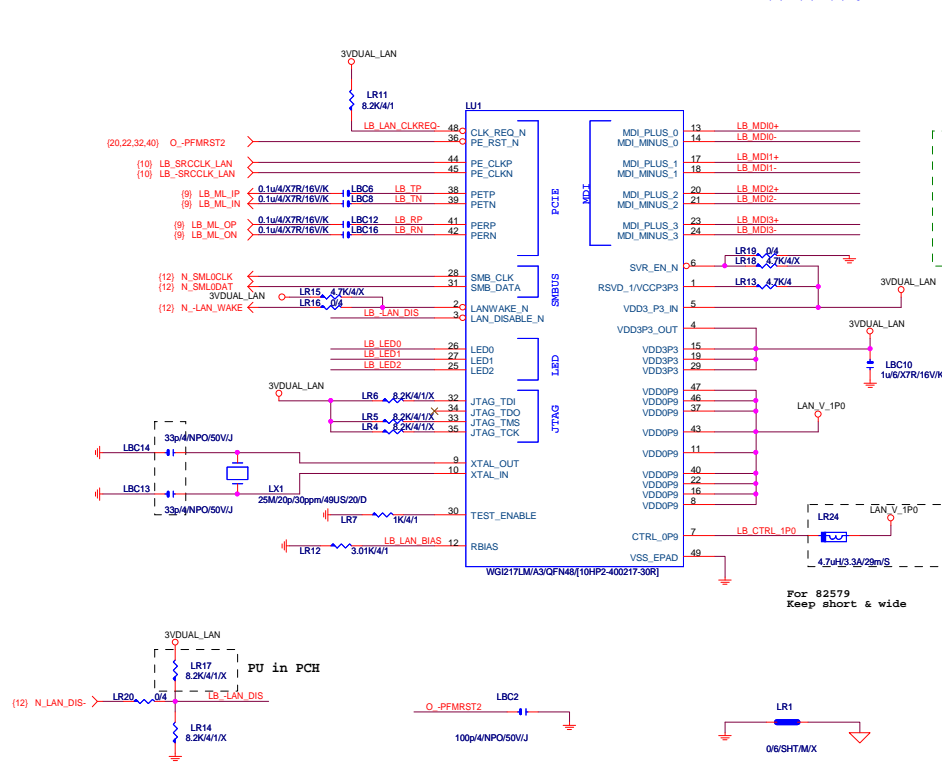 3VDUAL_LAN
LR11
8.2K/4/1
LU1
LB_LAN_CLKREQ- 48 CLK_REQ_N
{20,22,32,40} O_-PFMRST2 36 PE_RST_N
{10} LB_SRCCLK_LAN 44 PE_CLKP
{10} LB_-SRCCLK_LAN 45 PE_CLKN
{9} LB_ML_IP 0.1u/4/X7R/16V/K LBC6 LB_TP 38 PETP
{9} LB_ML_IN 0.1u/4/X7R/16V/K LBC8 LB_TN 39 PETN
{9} LB_ML_OP 0.1u/4/X7R/16V/K LBC12 LB_RP 41 PERP
{9} LB_ML_ON 0.1u/4/X7R/16V/K LBC16 LB_RN 42 PERN
PCIE
MDI
MDI_PLUS_0 13 LB_MDI0+
MDI_MINUS_0 14 LB_MDI0-
MDI_PLUS_1 17 LB_MDI1+
MDI_MINUS_1 18 LB_MDI1-
MDI_PLUS_2 20 LB_MDI2+
MDI_MINUS_2 21 LB_MDI2-
MDI_PLUS_3 23 LB_MDI3+
MDI_MINUS_3 24 LB_MDI3-
LR19 0/4
SVR_EN_N 6 LR18 4.7K/4/X
RSVD_1/VCCP3P3 1 LR13 4.7K/4
3VDUAL_LAN
VDD3_P3_IN 5
{12} N_SML0CLK 28 SMB_CLK
{12} N_SML0DAT 31 SMB_DATA
SMBUS
3VDUAL_LAN LR15 4.7K/4/X
{12} N_-LAN_WAKE LR16 0/4 2 LANWAKE_N
LB_-LAN_DIS 3 LAN_DISABLE_N
VDD3P3_OUT 4
3VDUAL_LAN
VDD3P3 15
VDD3P3 19
VDD3P3 29
LBC10
1u/6/X7R/16V/K
LB_LED0 26 LED0
LB_LED1 27 LED1
LB_LED2 25 LED2
LED
3VDUAL_LAN
LR6 8.2K/4/1/X 32 JTAG_TDI
34 JTAG_TDO
LR5 8.2K/4/1/X 33 JTAG_TMS
LR4 8.2K/4/1/X 35 JTAG_TCK
JTAG
VDD0P9 47
VDD0P9 46
VDD0P9 37
LAN_V_1P0
VDD0P9 43
VDD0P9 11
VDD0P9 40
VDD0P9 22
VDD0P9 16
VDD0P9 8
33p/4/NPO/50V/J
LBC14
9 XTAL_OUT
10 XTAL_IN
LBC13
LX1
25M/20p/30ppm/49US/20/D
33p/4/NPO/50V/J
LR7 1K/4/1 30 TEST_ENABLE
LR12 3.01K/4/1 LB_LAN_BIAS 12 RBIAS
CTRL_0P9 7 LB_CTRL_1P0
LR24
LAN_V_1P0
4.7uH/3.3A/29m/S
VSS_EPAD 49
WGI217LM/A3/QFN48/[10HP2-400217-30R]
For 82579
Keep short & wide
3VDUAL_LAN
LR17
8.2K/4/1/X
PU in PCH
{12} N_LAN_DIS- LR20 0/4 LB_-LAN_DIS
LR14
8.2K/4/1/X
O_-PFMRST2
LBC2
100p/4/NPO/50V/J
LR1
0/6/SHT/M/X